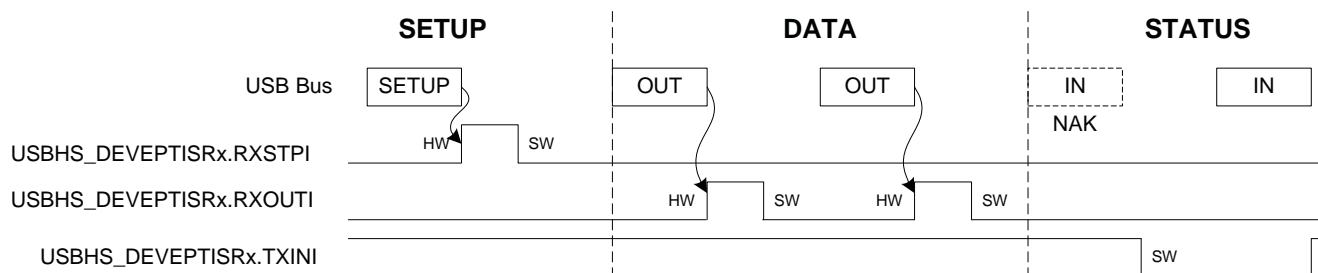 SETUP DATA STATUS
USB Bus SETUP OUT OUT IN IN
NAK
HW SW
USBHS_DEVEPTISRx.RXSTPI
USBHS_DEVEPTISRx.RXOUTI HW SW HW SW
USBHS_DEVEPTISRx.TXINI SW